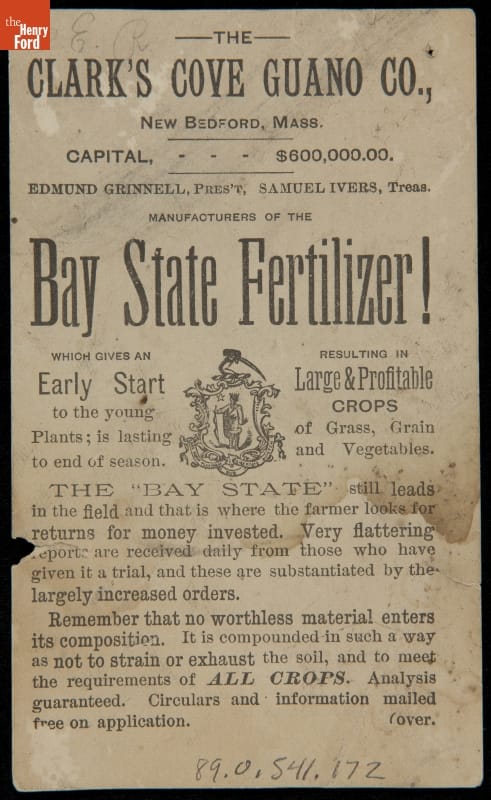 the
Henry
Ford
E. R
—THE—
CLARK'S COVE GUANO CO.,
NEW BEDFORD, MASS.
CAPITAL, - - - $600,000.00.
EDMUND GRINNELL, PRES'T, SAMUEL IVERS, Treas.
MANUFACTURERS OF THE
Bay State Fertilizer!
WHICH GIVES AN
Early Start
to the young
Plants; is lasting
to end of season.
RESULTING IN
Large & Profitable
CROPS
of Grass, Grain
and Vegetables.
THE "BAY STATE" still leads
in the field and that is where the farmer looks for
returns for money invested. Very flattering
reports are received daily from those who have
given it a trial, and these are substantiated by the
largely increased orders.
Remember that no worthless material enters
its composition. It is compounded in such a way
as not to strain or exhaust the soil, and to meet
the requirements of ALL CROPS. Analysis
guaranteed. Circulars and information mailed
free on application. (over.
89.0.541.172